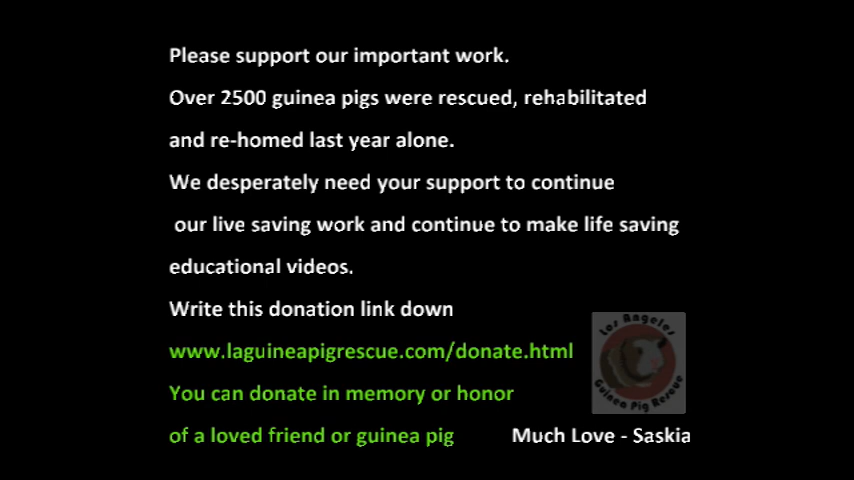 Please support our important work.
Over 2500 guinea pigs were rescued, rehabilitated
and re-homed last year alone.
We desperately need your support to continue
our live saving work and continue to make life saving
educational videos.
Write this donation link down
www.laguineapigrescue.com/donate.html
You can donate in memory or honor
of a loved friend or guinea pig
Much Love - Saskia
Los Angeles
Guinea Pig Rescue